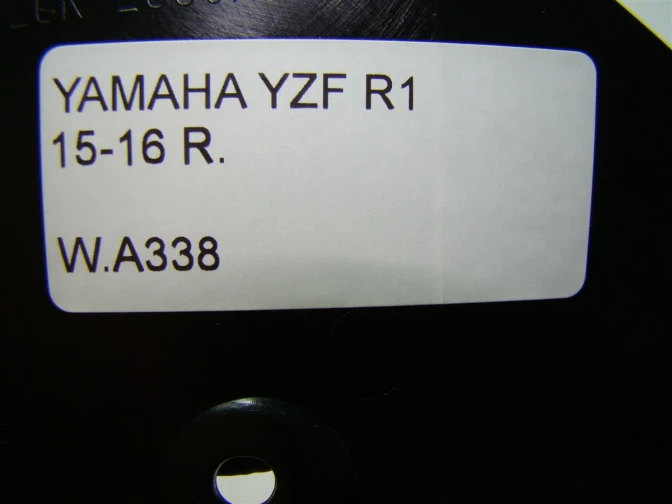 YAMAHA YZF R1
15-16 R.
W.A338